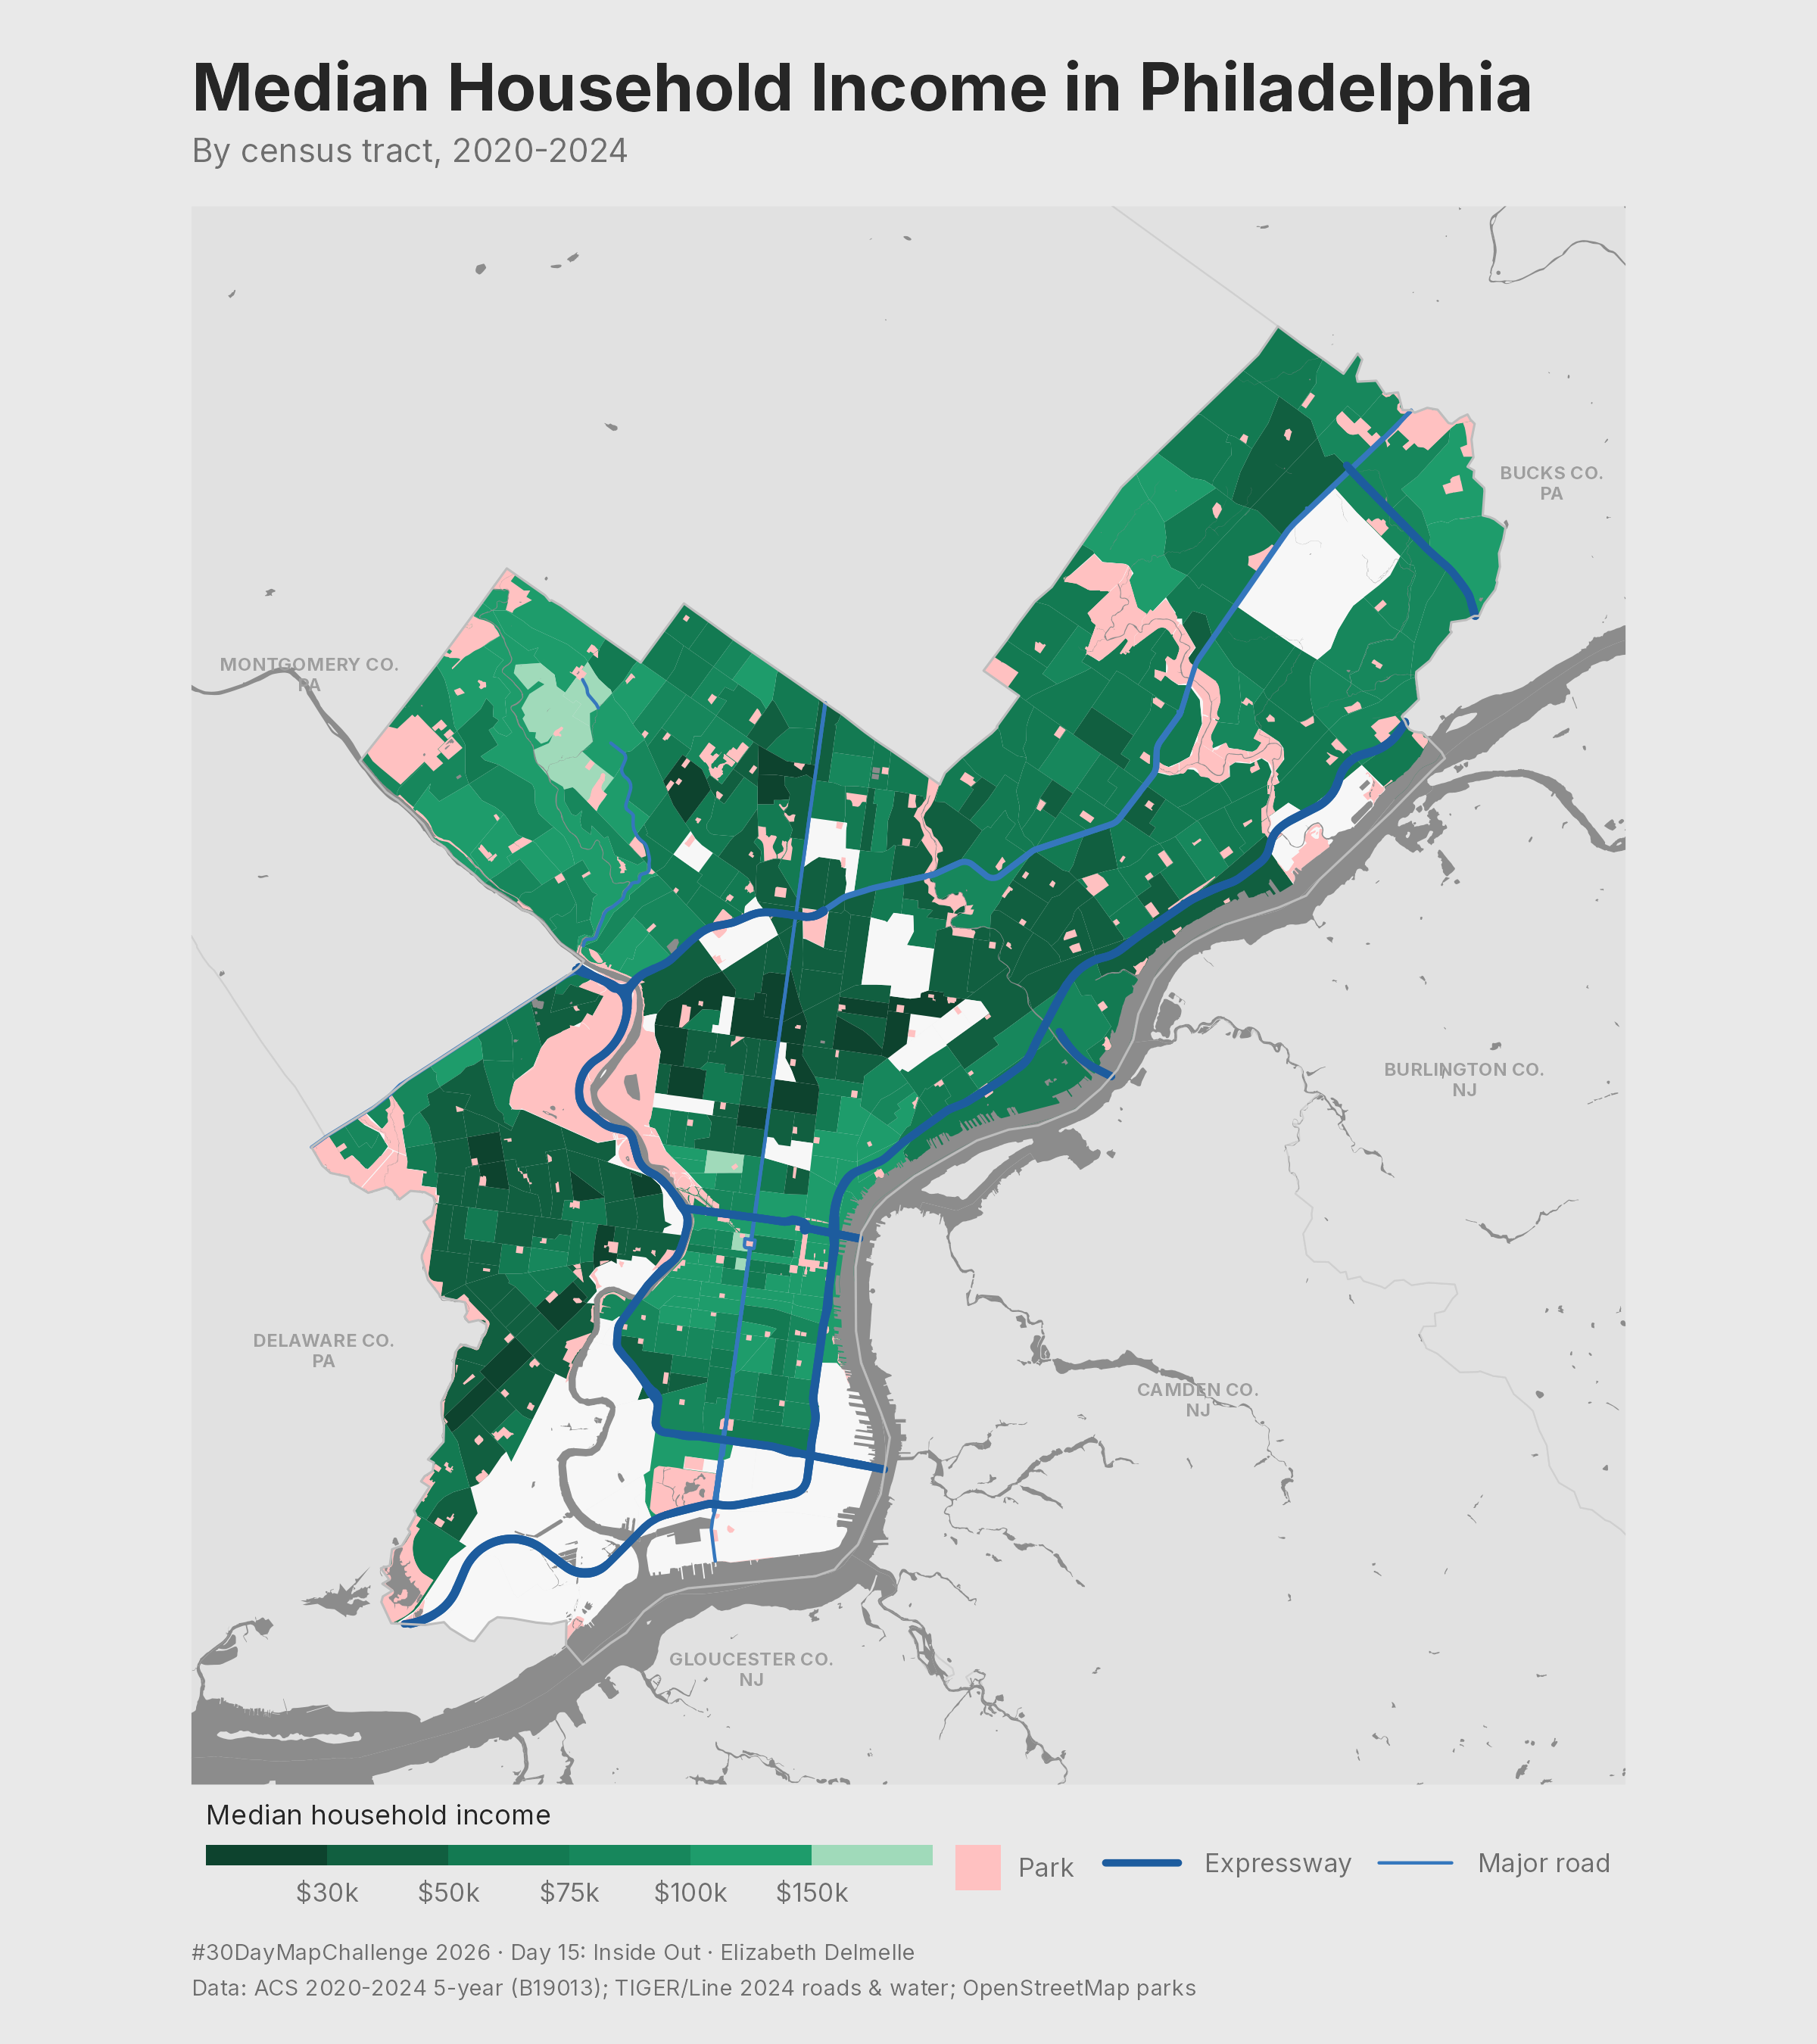 Median Household Income in Philadelphia
By census tract, 2020-2024
BUCKS CO.
PA
MONTGOMERY CO.
PA
BURLINGTON CO.
NJ
DELAWARE CO.
PA
CAMDEN CO.
NJ
GLOUCESTER CO.
NJ
Median household income
$30k $50k $75k $100k $150k
Park Expressway Major road
#30DayMapChallenge 2026 · Day 15: Inside Out · Elizabeth Delmelle
Data: ACS 2020-2024 5-year (B19013); TIGER/Line 2024 roads & water; OpenStreetMap parks